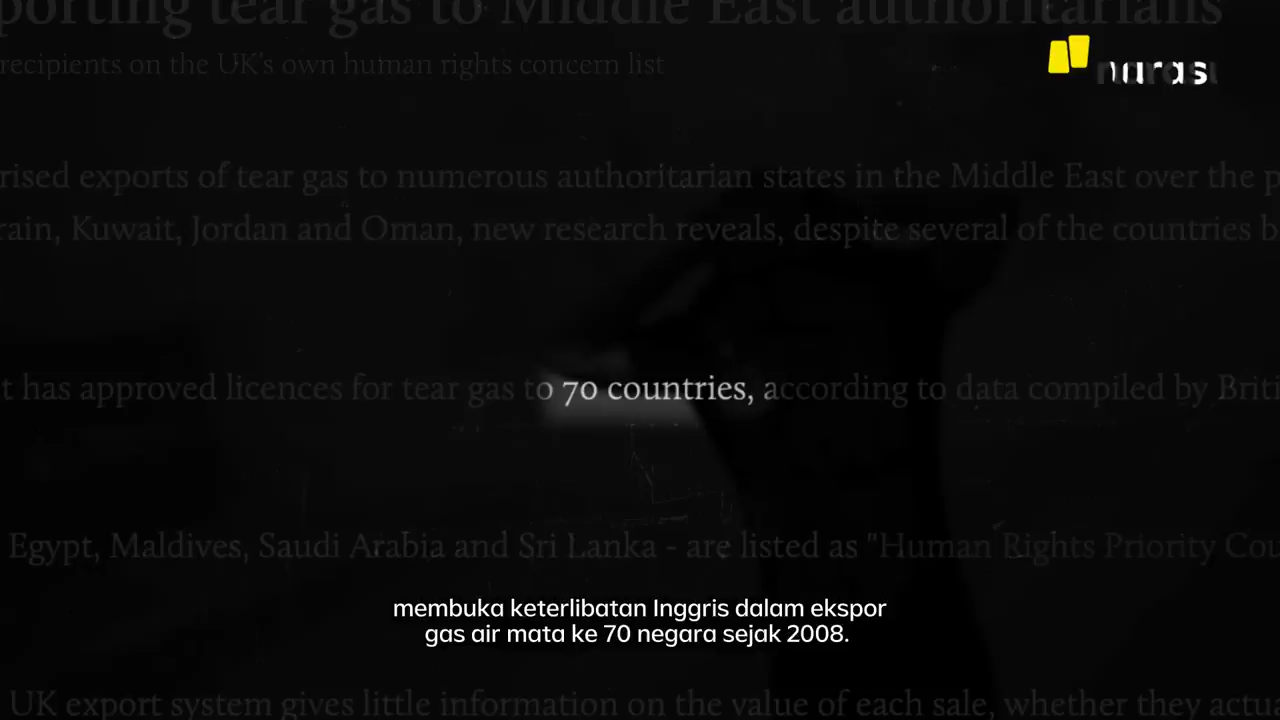 porting tear gas to Middle East authoritarians
recipients on the UK's own human rights concern list
naras
rised exports of tear gas to numerous authoritarian states in the Middle East over the p
rain, Kuwait, Jordan and Oman, new research reveals, despite several of the countries b
t has approved licences for tear gas to 70 countries, according to data compiled by Briti
Egypt, Maldives, Saudi Arabia and Sri Lanka - are listed as "Human Rights Priority Cou
membuka keterlibatan Inggris dalam ekspor
gas air mata ke 70 negara sejak 2008.
UK export system gives little information on the value of each sale, whether they actu